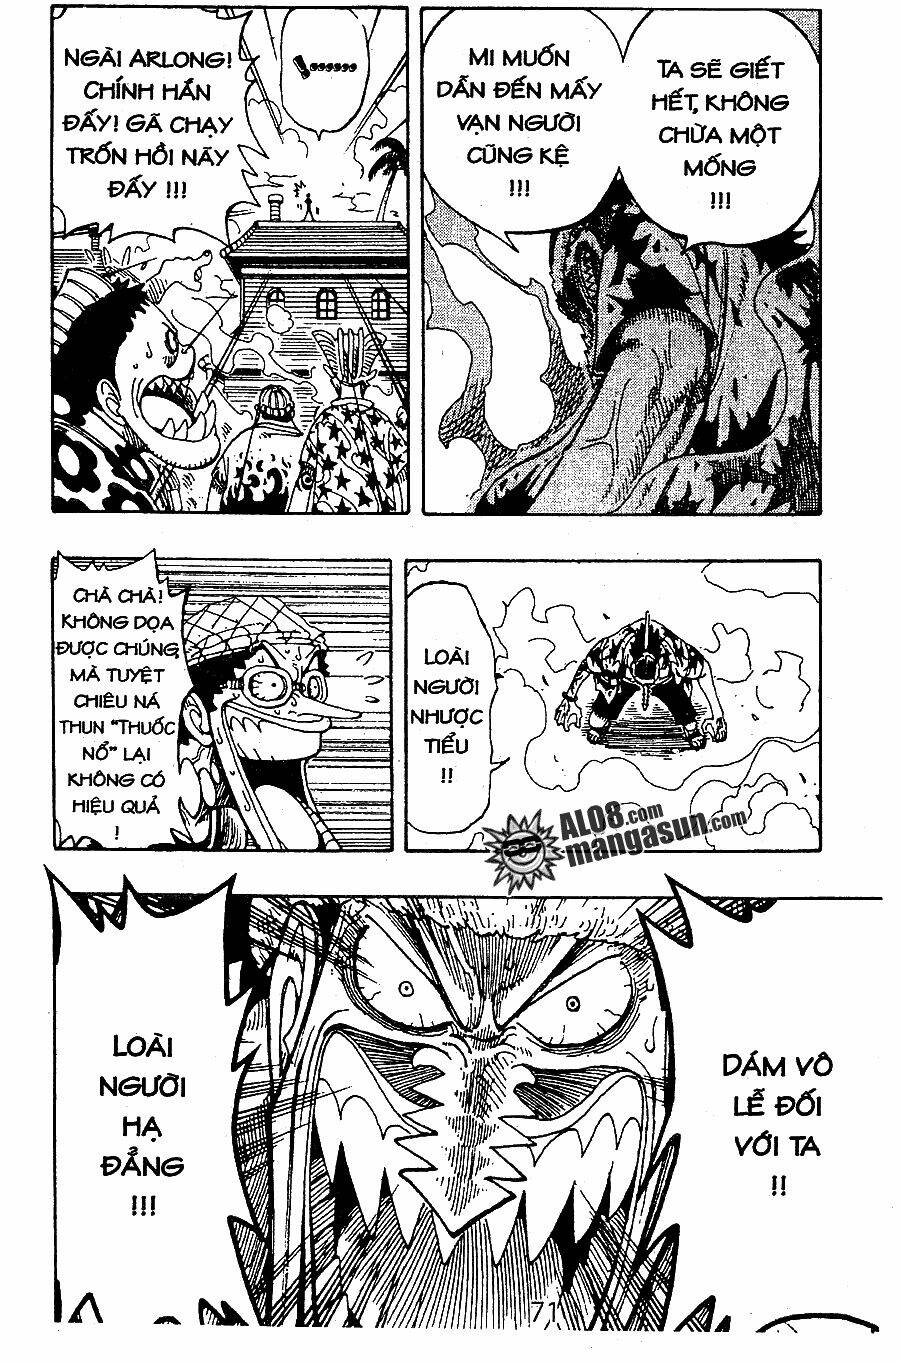 TA SẼ GIẾT
HẾT, KHÔNG
CHỪA MỘT
MỐNG
!!!
MI MUỐN
DẪN ĐẾN MẤY
VẠN NGƯỜI
CŨNG KỆ
!!!
NGÀI ARLONG!
CHÍNH HẮN
ĐẤY! GÃ CHẠY
TRỐN HỒI NÃY
ĐẤY !!!
LOÀI
NGƯỜI
NHƯỢC
TIỂU
!!
CHÀ CHÀ!
KHÔNG DỌA
ĐƯỢC CHÚNG,
MÀ TUYỆT
CHIÊU NÁ
THUN “THUỐC
NỔ” LẠI
KHÔNG CÓ
HIỆU QUẢ
!
AL08.com
mangasun.com
DÁM VÔ
LỄ ĐỐI
VỚI TA
!!
LOÀI
NGƯỜI
HẠ
ĐẲNG
!!!
71